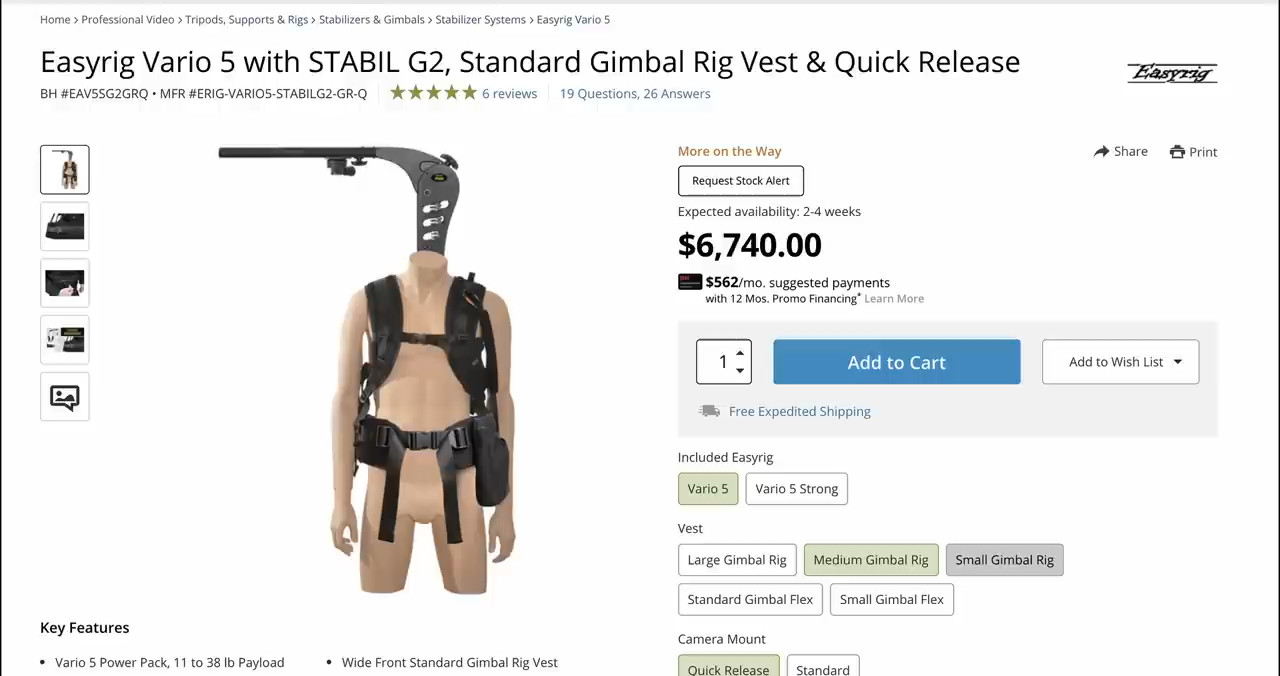 Home › Professional Video › Tripods, Supports & Rigs › Stabilizers & Gimbals › Stabilizer Systems › Easyrig Vario 5
Easyrig Vario 5 with STABIL G2, Standard Gimbal Rig Vest & Quick Release
Easyrig
BH #EAV5SG2GRQ • MFR #ERIG-VARIO5-STABILG2-GR-Q
6 reviews
19 Questions, 26 Answers
More on the Way
Share
Print
Request Stock Alert
Expected availability: 2-4 weeks
$6,740.00
$562/mo. suggested payments
with 12 Mos. Promo Financing* Learn More
1
Add to Cart
Add to Wish List
Free Expedited Shipping
Included Easyrig
Vario 5
Vario 5 Strong
Vest
Large Gimbal Rig
Medium Gimbal Rig
Small Gimbal Rig
Standard Gimbal Flex
Small Gimbal Flex
Camera Mount
Quick Release
Standard
Key Features
• Vario 5 Power Pack, 11 to 38 lb Payload
• Wide Front Standard Gimbal Rig Vest